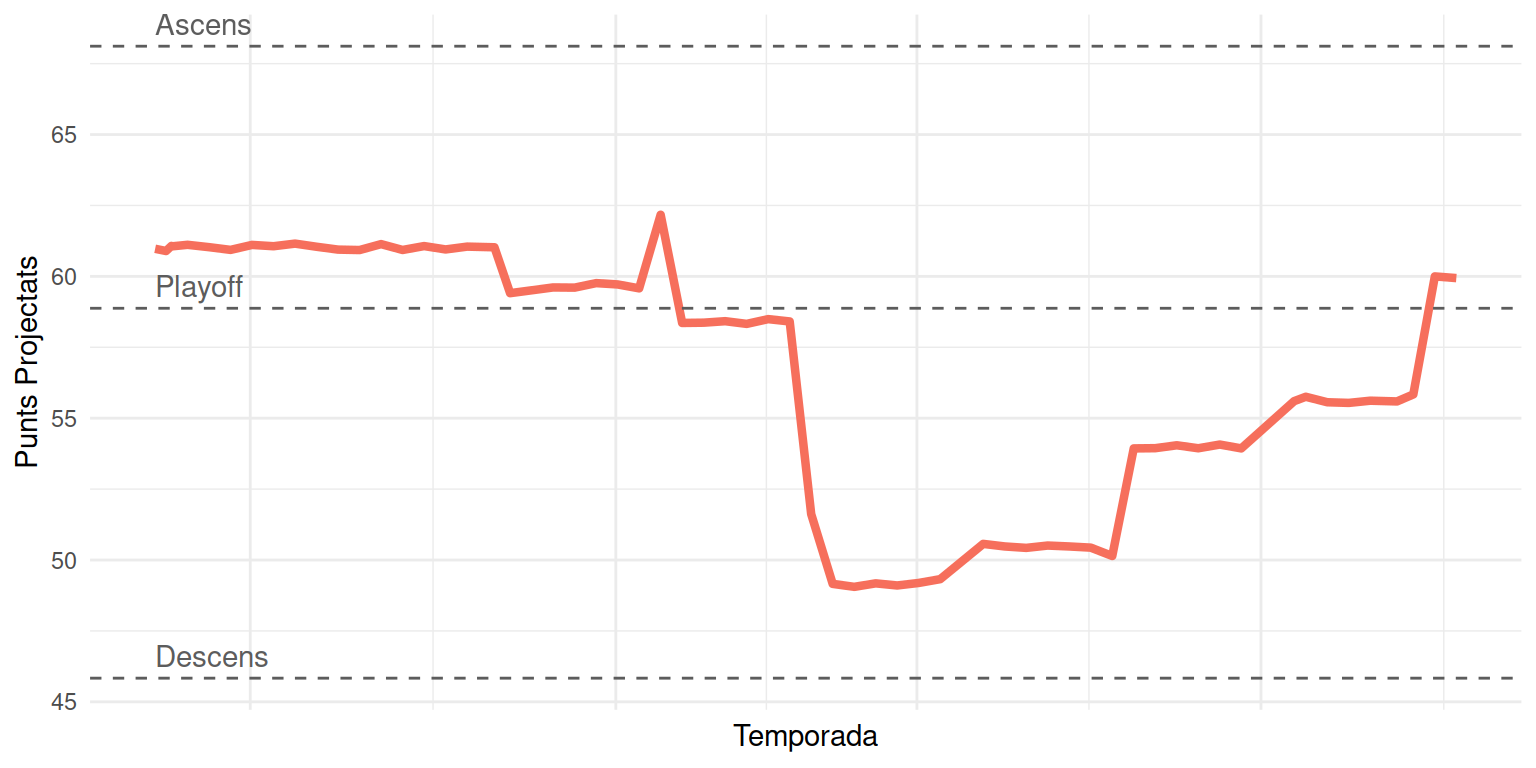 Ascens
65
60
Playoff
55
50
Descens
45
Punts Projectats
Temporada